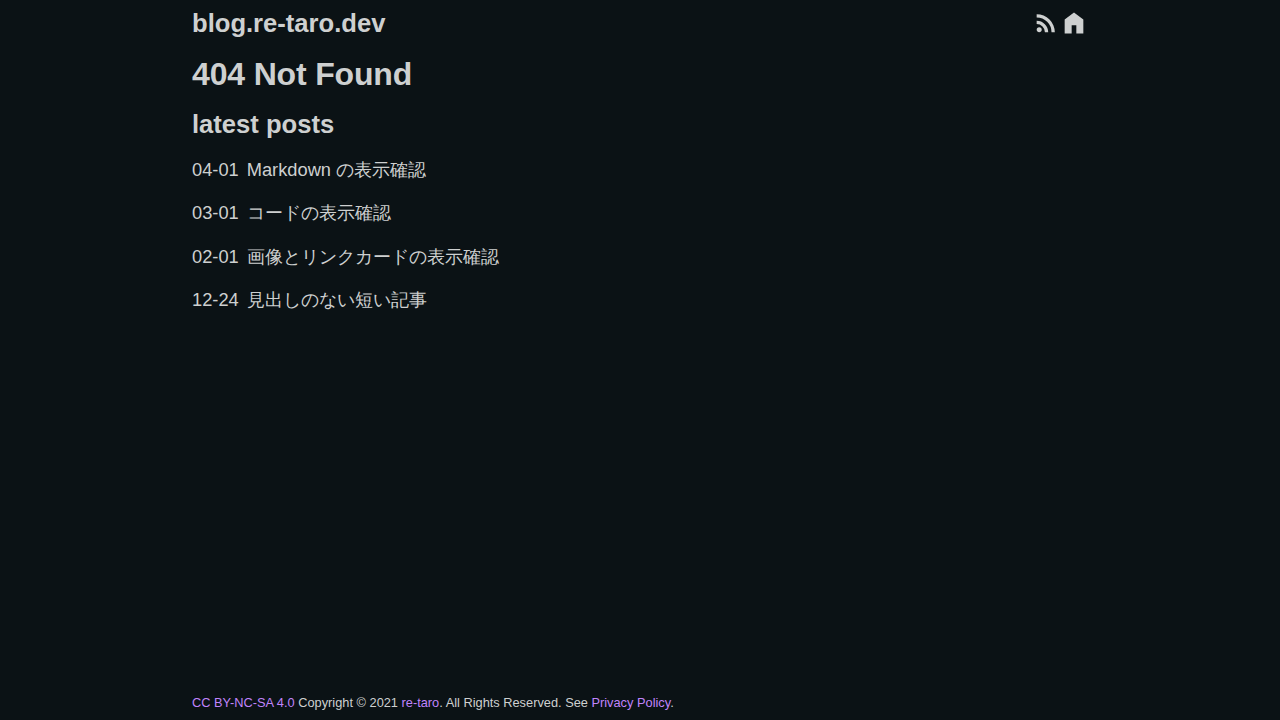 blog.re-taro.dev
404 Not Found
latest posts
04-01 Markdown の表示確認
03-01 コードの表示確認
02-01 画像とリンクカードの表示確認
12-24 見出しのない短い記事
CC BY-NC-SA 4.0 Copyright © 2021 re-taro. All Rights Reserved. See Privacy Policy.